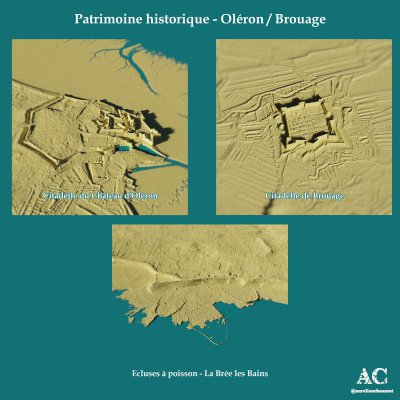 Patrimoine historique - Oléron / Brouage
Citadelle du Château d'Oléron
Citadelle de Brouage
Ecluses à poisson - La Brée les Bains
AC
@aurelienchaumet